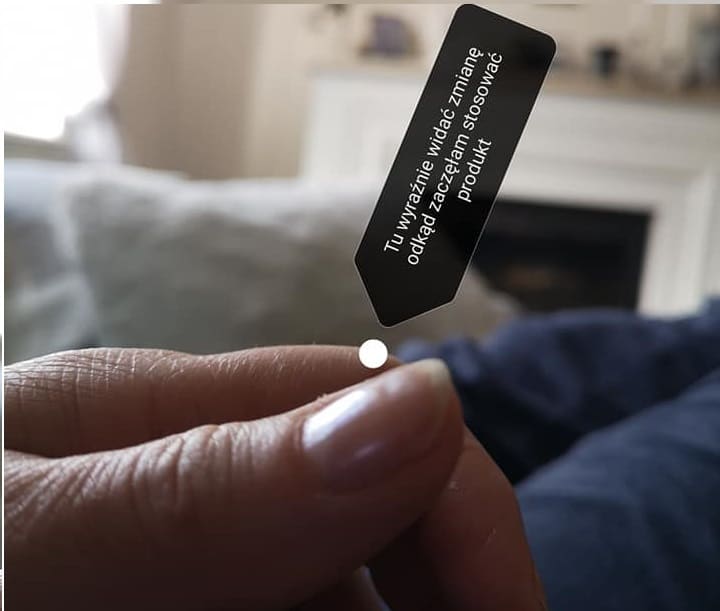 Tu wyraźnie widać zmianę
odkąd zaczęłam stosować
produkt